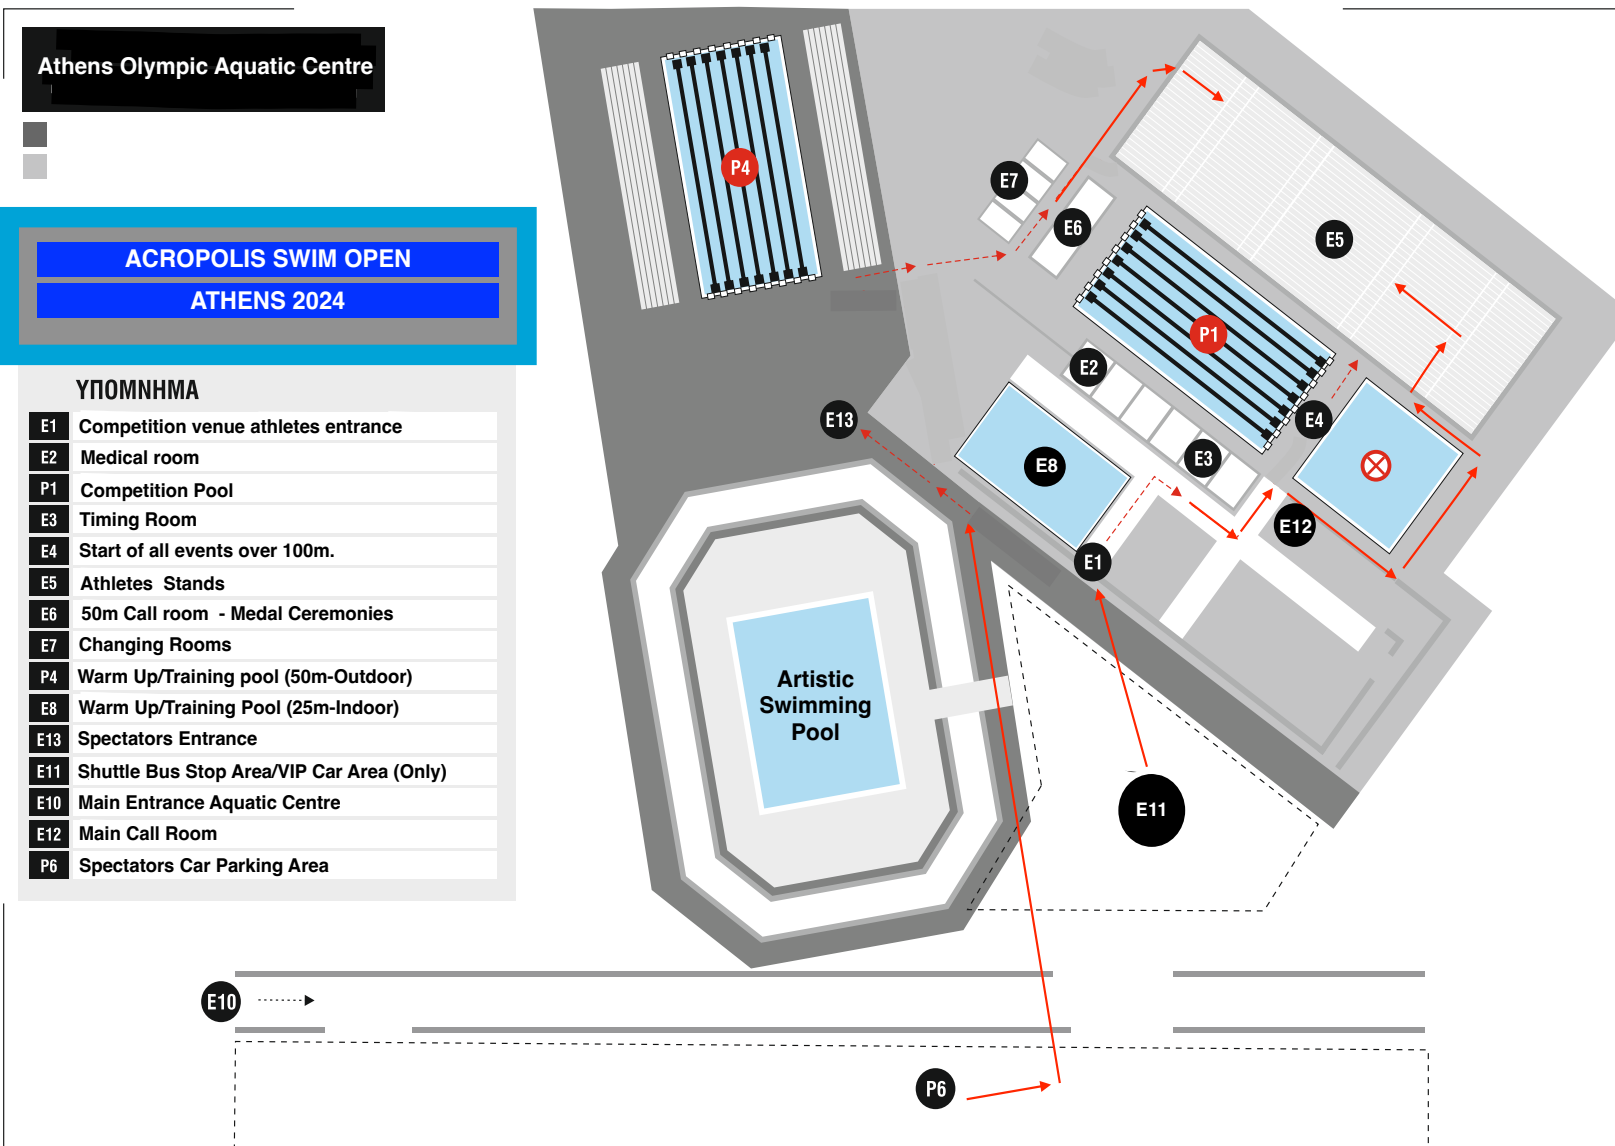 Athens Olympic Aquatic Centre
ACROPOLIS SWIM OPEN
ATHENS 2024
ΥΠΟΜΝΗΜΑ
E1 Competition venue athletes entrance
E2 Medical room
P1 Competition Pool
E3 Timing Room
E4 Start of all events over 100m.
E5 Athletes Stands
E6 50m Call room - Medal Ceremonies
E7 Changing Rooms
P4 Warm Up/Training pool (50m-Outdoor)
E8 Warm Up/Training Pool (25m-Indoor)
E13 Spectators Entrance
E11 Shuttle Bus Stop Area/VIP Car Area (Only)
E10 Main Entrance Aquatic Centre
E12 Main Call Room
P6 Spectators Car Parking Area
P4
E7
E6
E5
P1
E2
E4
E13
E3
E8
E12
E1
Artistic
Swimming
Pool
E11
E10
P6